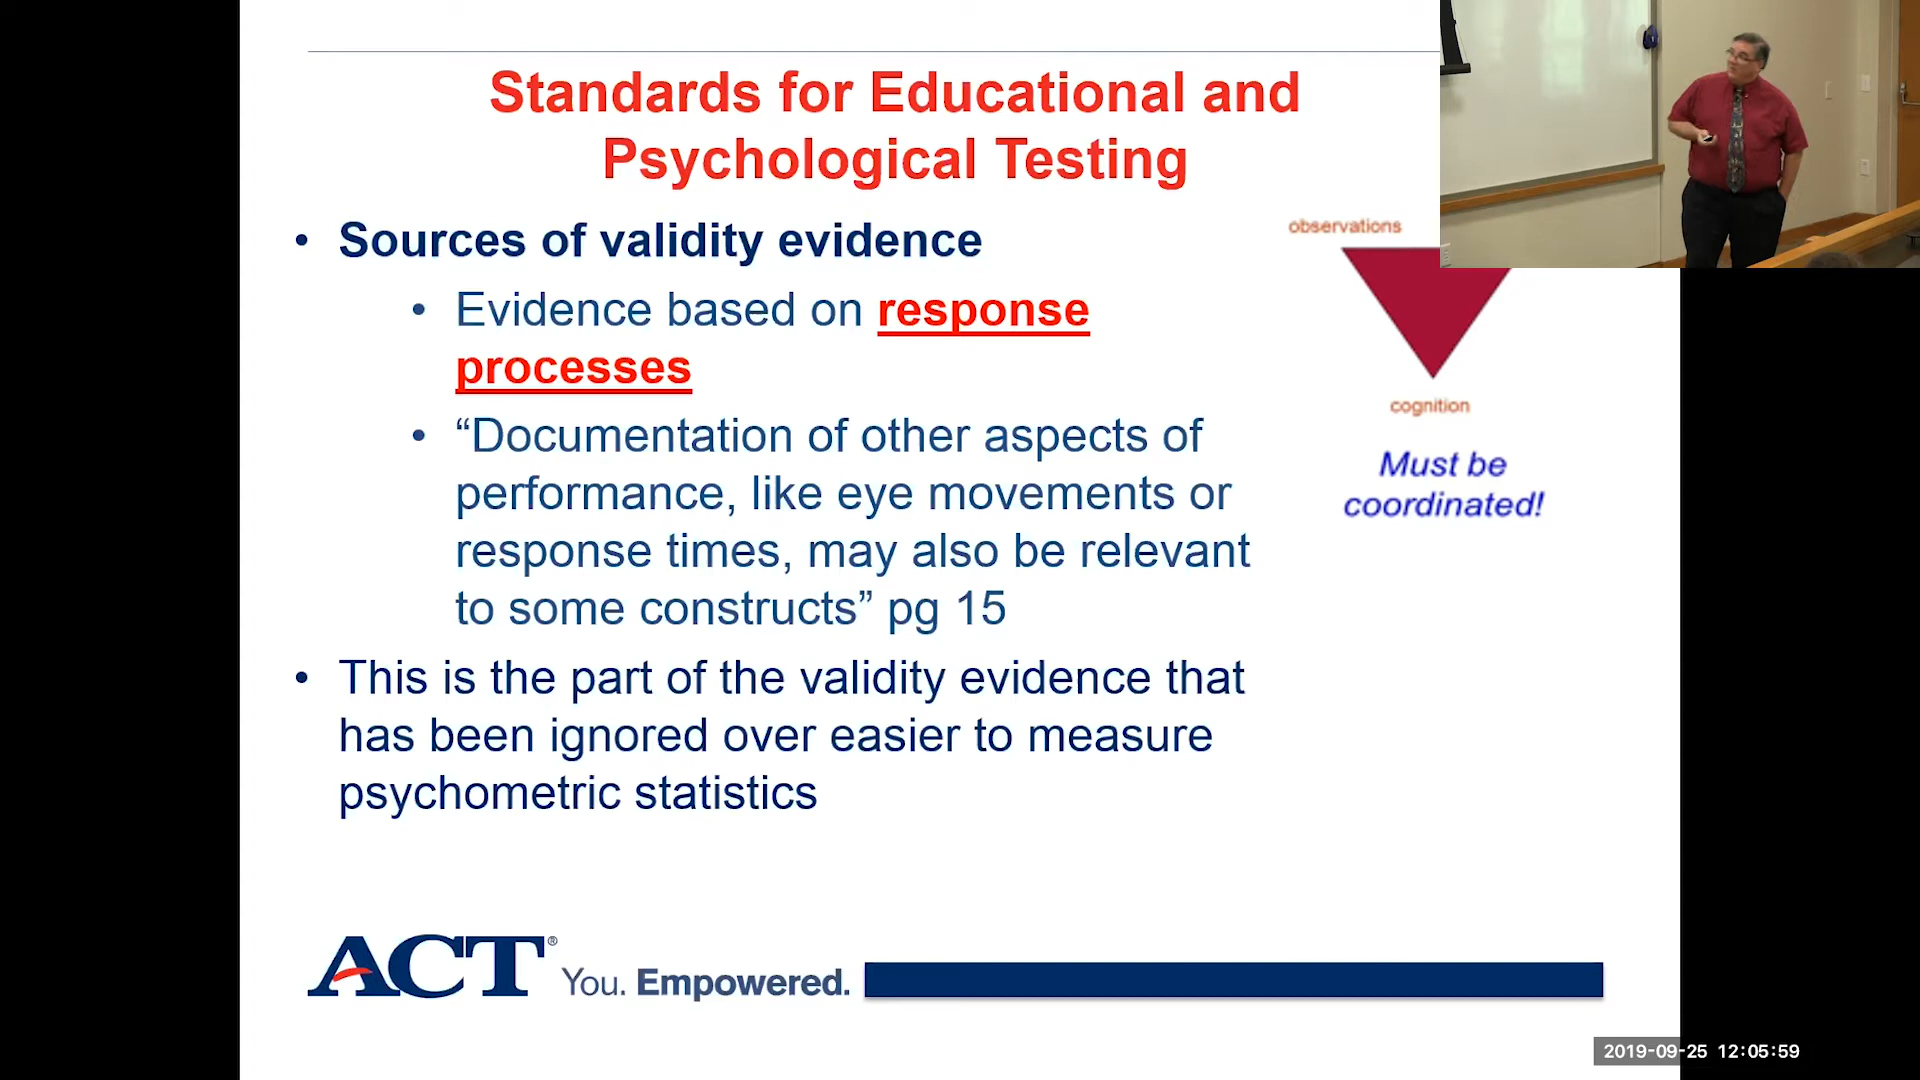 Standards for Educational and
Psychological Testing
• Sources of validity evidence
• Evidence based on response
processes
• “Documentation of other aspects of
performance, like eye movements or
response times, may also be relevant
to some constructs” pg 15
• This is the part of the validity evidence that
has been ignored over easier to measure
psychometric statistics
observations
cognition
Must be
coordinated!
ACT® You. Empowered.
2019-09-25 12:05:59